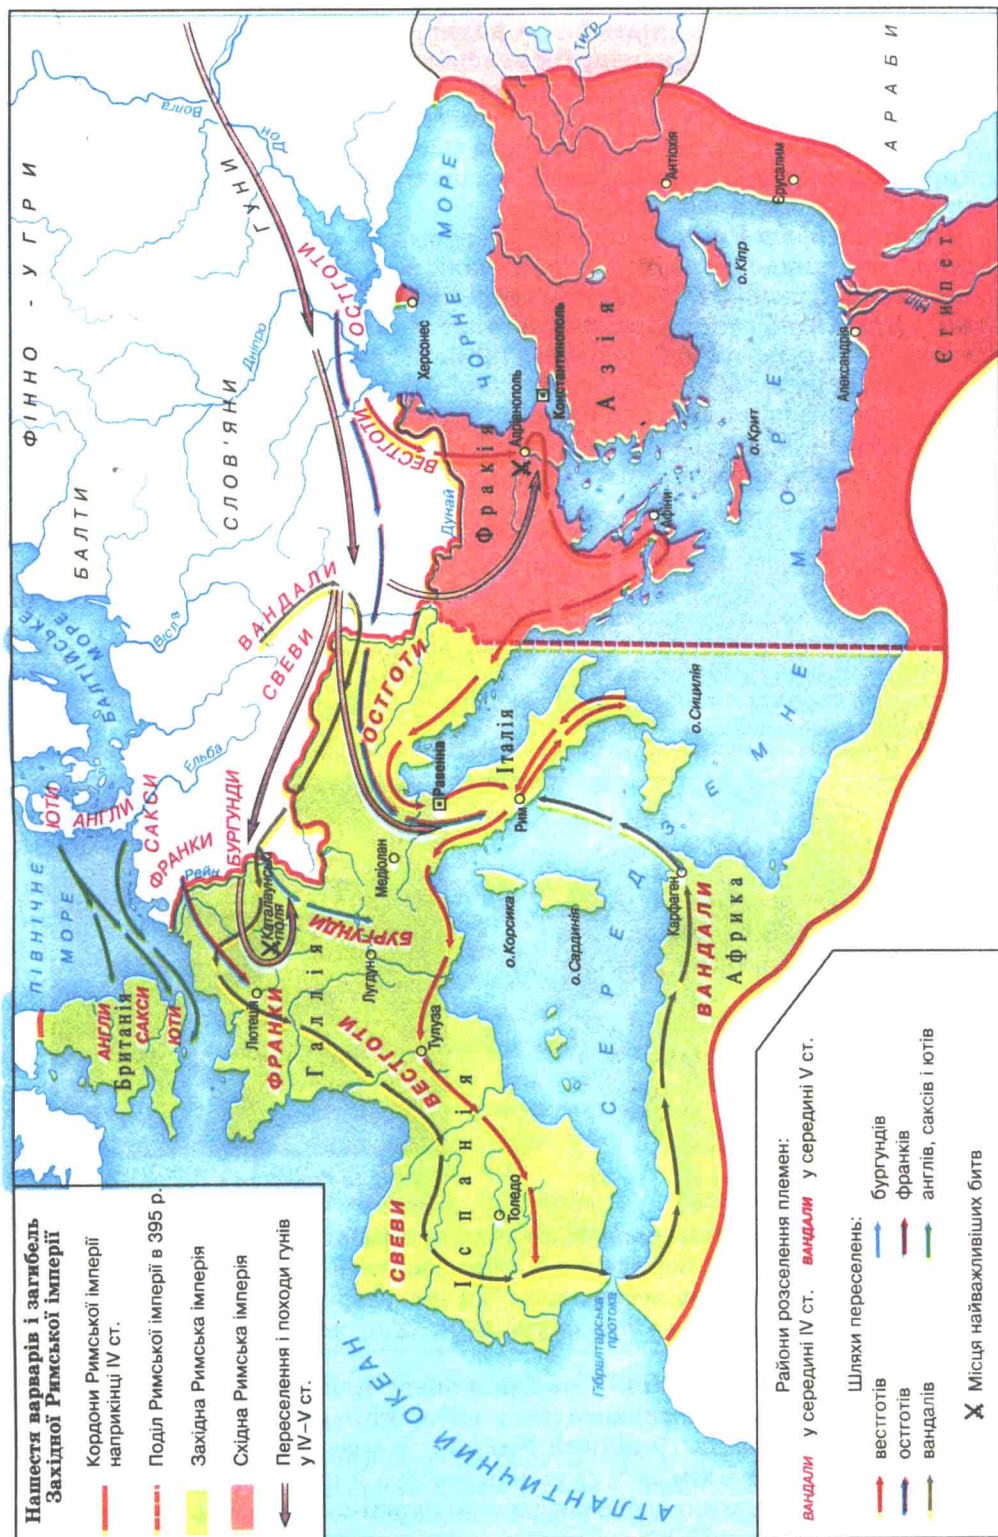 Нашестя варварів і загибель
Західної Римської імперії
Кордони Римської імперії
наприкінці IV ст.
Поділ Римської імперії в 395 р.
Західна Римська імперія
Східна Римська імперія
Переселення і походи гунів
у IV–V ст.
Райони розселення племен:
ВАНДАЛИ у середині IV ст. ВАНДАЛИ у середині V ст.
Шляхи переселень:
вестготів
остготів
вандалів
бургундів
франків
англів, саксів і ютів
Місця найважливіших битв
АТЛАНТИЧНИЙ ОКЕАН
ПІВНІЧНЕ
МОРЕ
БАЛТІЙСЬКЕ
МОРЕ
ФІННО - УГРИ
БАЛТИ
СЛОВ'ЯНИ
ГУНИ
Волга
Дон
Дніпро
Вісла
Ельба
Рейн
Дунай
ЮТИ
АНГЛИ
САКСИ
ФРАНКИ
БУРГУНДИ
СВЕВИ
ВАНДАЛИ
ОСТГОТИ
ВЕСТГОТИ
АНГЛИ
Британія
САКСИ
ЮТИ
Лютеція
ФРАНКИ
Каталаунські
поля
Галлія
БУРГУНДИ
Лугдун
Медіолан
ВЕСТГОТИ
Тулуза
СВЕВИ
Іспанія
Толедо
Гібралтарська
протока
ОСТГОТИ
Равенна
Італія
Рим
о.Корсика
о.Сардинія
о.Сицилія
СЕРЕДЗЕМНЕ МОРЕ
Карфаген
ВАНДАЛИ
Африка
Херсонес
ЧОРНЕ МОРЕ
Фракія
Адріанополь
Константинополь
Азія
Афіни
о.Крит
о.Кіпр
Антіохія
Єрусалим
Александрія
Ніл
Єгипет
Тигр
АРАБИ